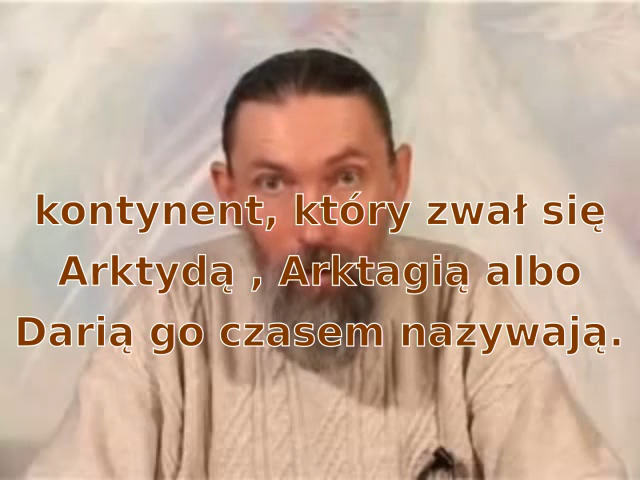 kontynent, który zwał się
Arktydą , Arktagią albo
Darią go czasem nazywają.